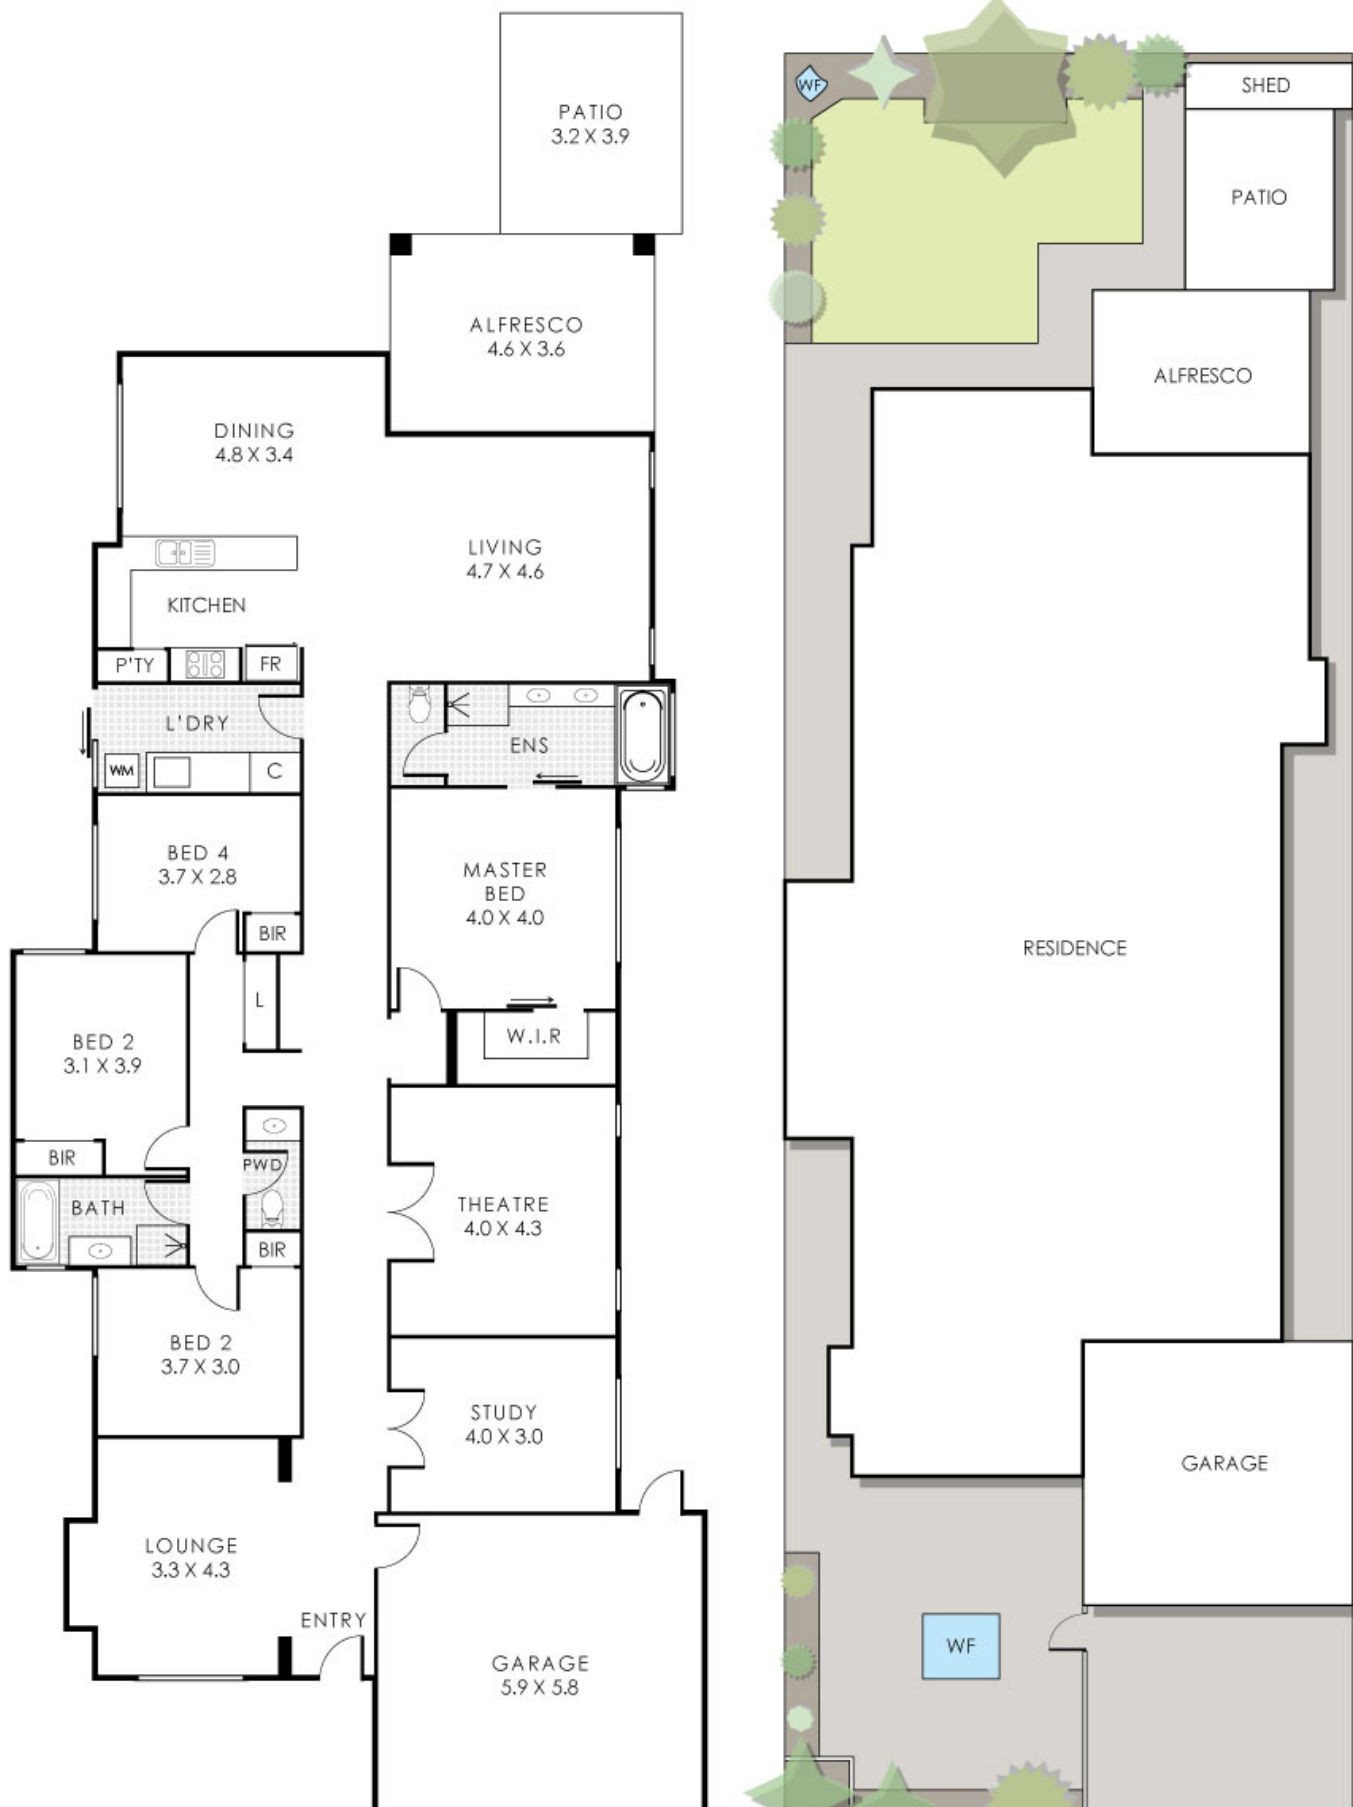 PATIO
3.2 X 3.9
ALFRESCO
4.6 X 3.6
DINING
4.8 X 3.4
LIVING
4.7 X 4.6
KITCHEN
P'TY
FR
L'DRY
WM
C
ENS
BED 4
3.7 X 2.8
BIR
MASTER
BED
4.0 X 4.0
L
W.I.R
BED 2
3.1 X 3.9
BIR
PWD
BATH
BIR
THEATRE
4.0 X 4.3
BED 2
3.7 X 3.0
STUDY
4.0 X 3.0
LOUNGE
3.3 X 4.3
ENTRY
GARAGE
5.9 X 5.8
WF
SHED
PATIO
ALFRESCO
RESIDENCE
GARAGE
WF